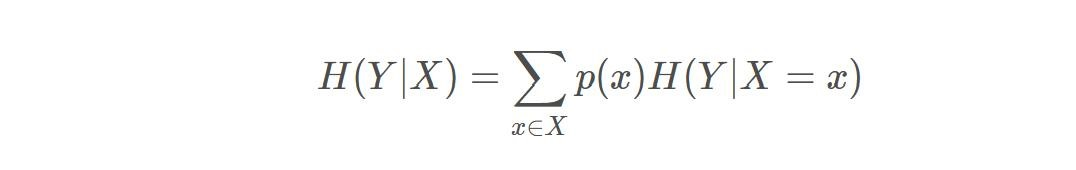 H(Y|X) = ∑_{x∈X} p(x)H(Y|X = x)